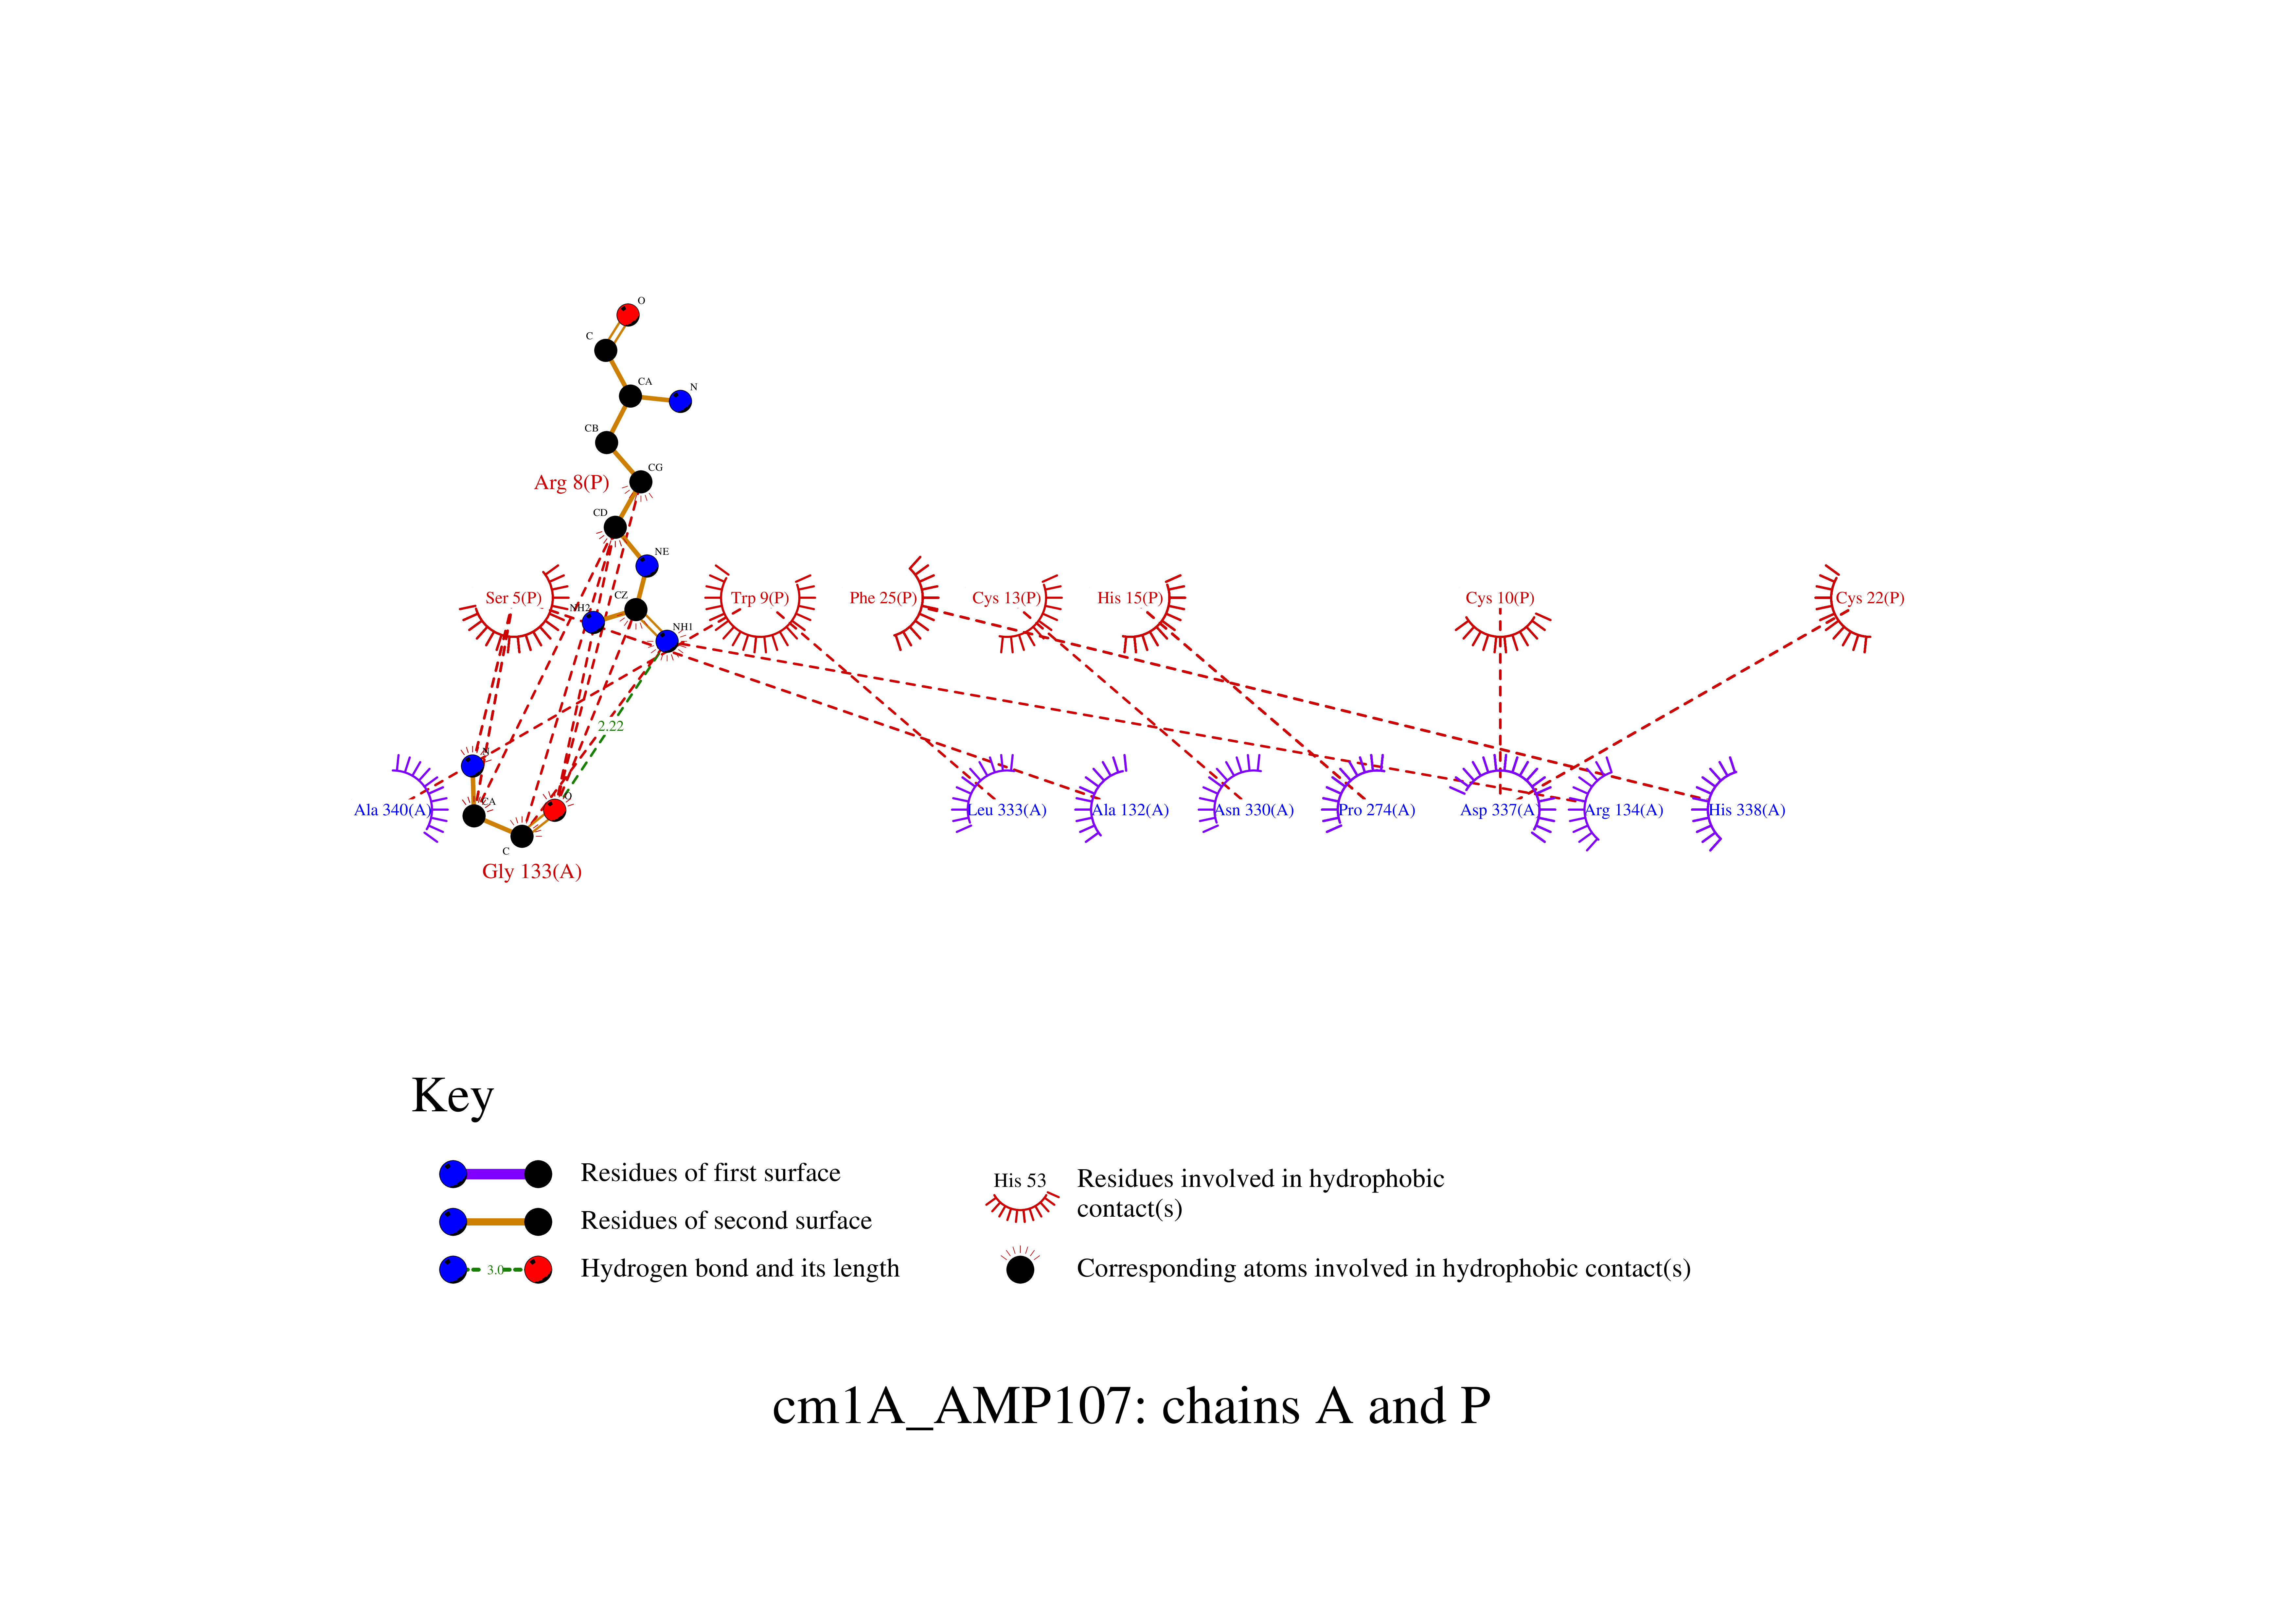 O
C
CA
N
CB
CG
Arg 8(P)
CD
NE
CZ
Ser 5(P)
Trp 9(P)
Phe 25(P)
Cys 13(P)
His 15(P)
Cys 10(P)
Cys 22(P)
NH2
NH1
2.22
N
CA
O
Ala 340(A)
Leu 333(A)
Ala 132(A)
Asn 330(A)
Pro 274(A)
Asp 337(A)
Arg 134(A)
His 338(A)
C
Gly 133(A)
Key
Residues of first surface
Residues of second surface
3.0
Hydrogen bond and its length
His 53
Residues involved in hydrophobic
contact(s)
Corresponding atoms involved in hydrophobic contact(s)
cm1A_AMP107: chains A and P